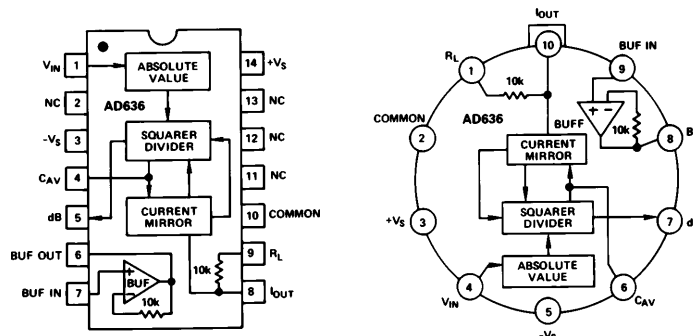 V_IN 1 ABSOLUTE VALUE 14 +V_S
NC 2 AD636 13 NC
-V_S 3 SQUARER DIVIDER 12 NC
C_AV 4 11 NC
dB 5 CURRENT MIRROR 10 COMMON
BUF OUT 6 10k 9 R_L
BUF IN 7 + BUF − 10k 8 I_OUT
I_OUT
10
R_L 1 BUF IN 9
10k + −
COMMON 2 AD636 BUFF 10k 8 B
CURRENT MIRROR
+V_S 3 SQUARER DIVIDER 7 d
V_IN 4 ABSOLUTE VALUE 6 C_AV
5
-V_S